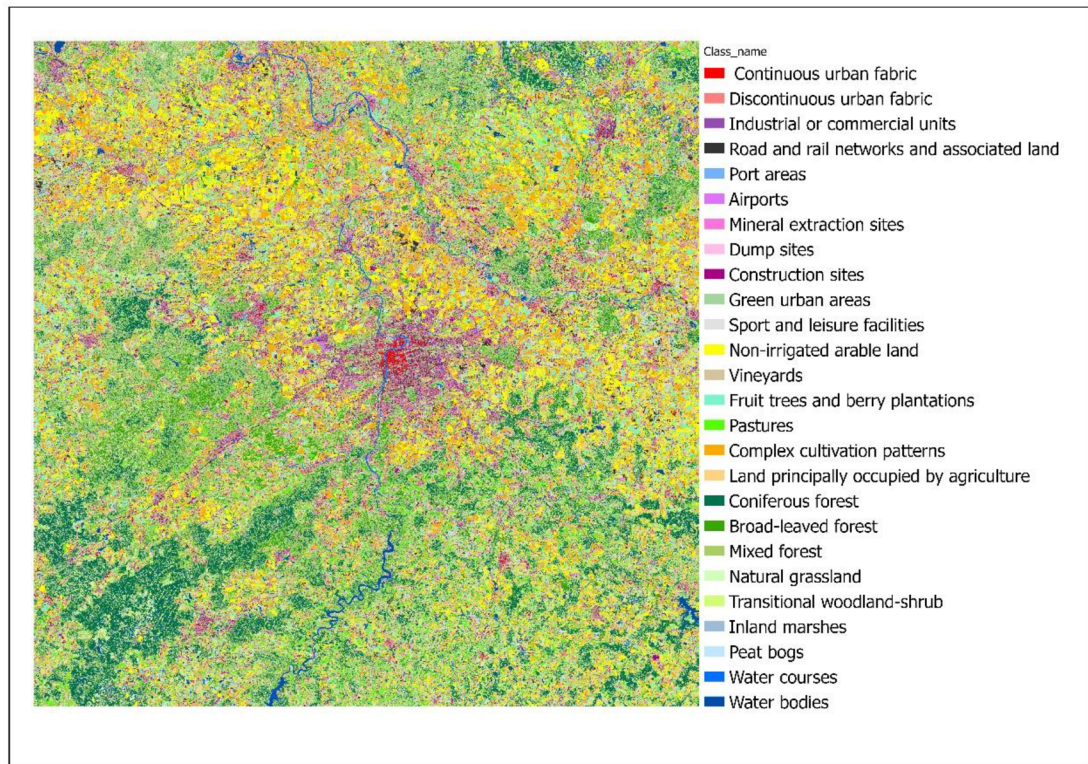 Class_name
Continuous urban fabric
Discontinuous urban fabric
Industrial or commercial units
Road and rail networks and associated land
Port areas
Airports
Mineral extraction sites
Dump sites
Construction sites
Green urban areas
Sport and leisure facilities
Non-irrigated arable land
Vineyards
Fruit trees and berry plantations
Pastures
Complex cultivation patterns
Land principally occupied by agriculture
Coniferous forest
Broad-leaved forest
Mixed forest
Natural grassland
Transitional woodland-shrub
Inland marshes
Peat bogs
Water courses
Water bodies